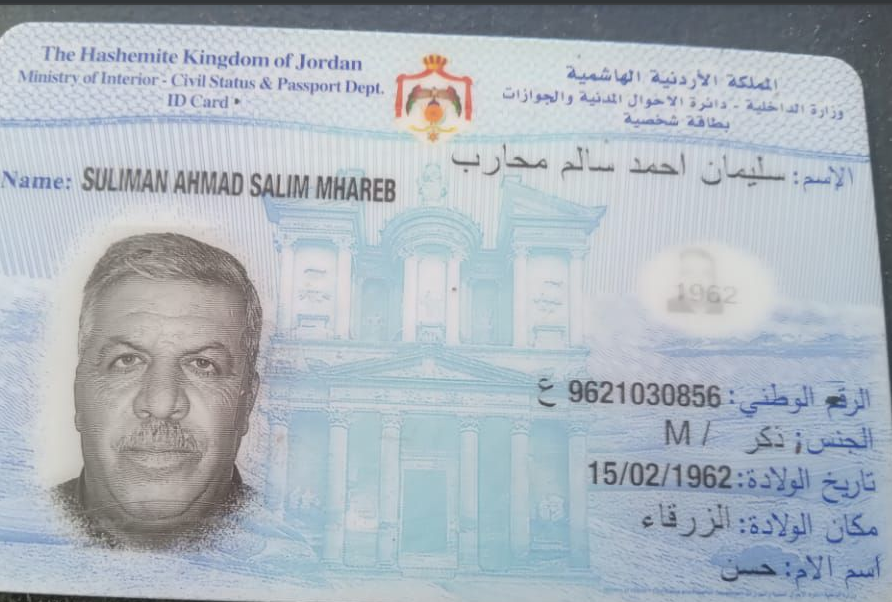 The Hashemite Kingdom of Jordan
Ministry of Interior - Civil Status & Passport Dept.
ID Card
المملكة الأردنية الهاشمية
وزارة الداخلية - دائرة الاحوال المدنية والجوازات
بطاقة شخصية
الإسم: سليمان احمد سالم محارب
Name: SULIMAN AHMAD SALIM MHAREB
1962
الرقم الوطني: 9621030856 ع
الجنس: ذكر / M
تاريخ الولادة: 15/02/1962
مكان الولادة: الزرقاء
اسم الام: حسن